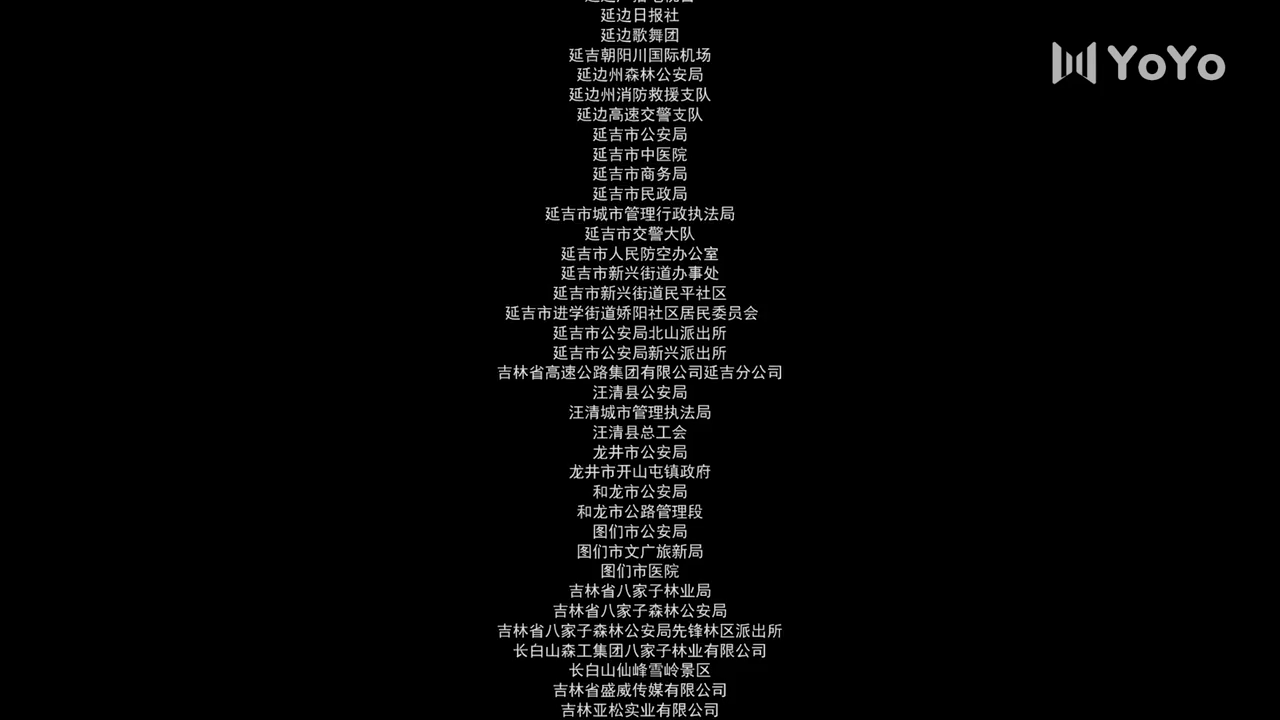 延边日报社
延边歌舞团
延吉朝阳川国际机场
延边州森林公安局
延边州消防救援支队
延边高速交警支队
延吉市公安局
延吉市中医院
延吉市商务局
延吉市民政局
延吉市城市管理行政执法局
延吉市交警大队
延吉市人民防空办公室
延吉市新兴街道办事处
延吉市新兴街道民平社区
延吉市进学街道娇阳社区居民委员会
延吉市公安局北山派出所
延吉市公安局新兴派出所
吉林省高速公路集团有限公司延吉分公司
汪清县公安局
汪清城市管理执法局
汪清县总工会
龙井市公安局
龙井市开山屯镇政府
和龙市公安局
和龙市公路管理段
图们市公安局
图们市文广旅新局
图们市医院
吉林省八家子林业局
吉林省八家子森林公安局
吉林省八家子森林公安局先锋林区派出所
长白山森工集团八家子林业有限公司
长白山仙峰雪岭景区
吉林省盛威传媒有限公司
吉林亚松实业有限公司
YoYo